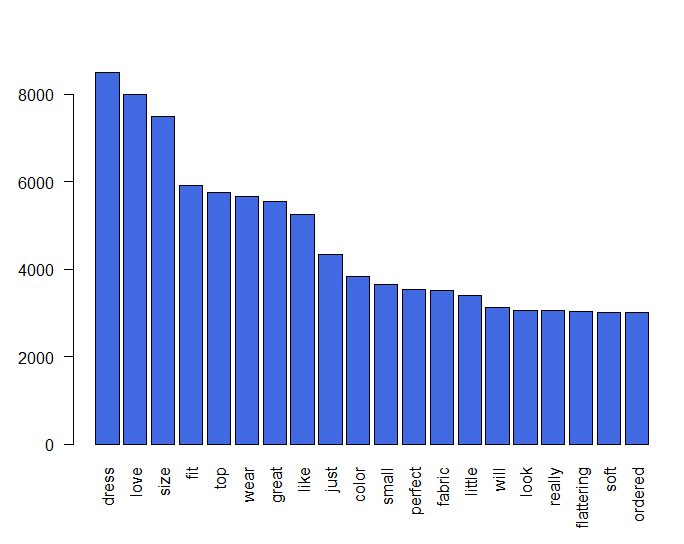 8000
6000
4000
2000
0
dress
love
size
fit
top
wear
great
like
just
color
small
perfect
fabric
little
will
look
really
flattering
soft
ordered